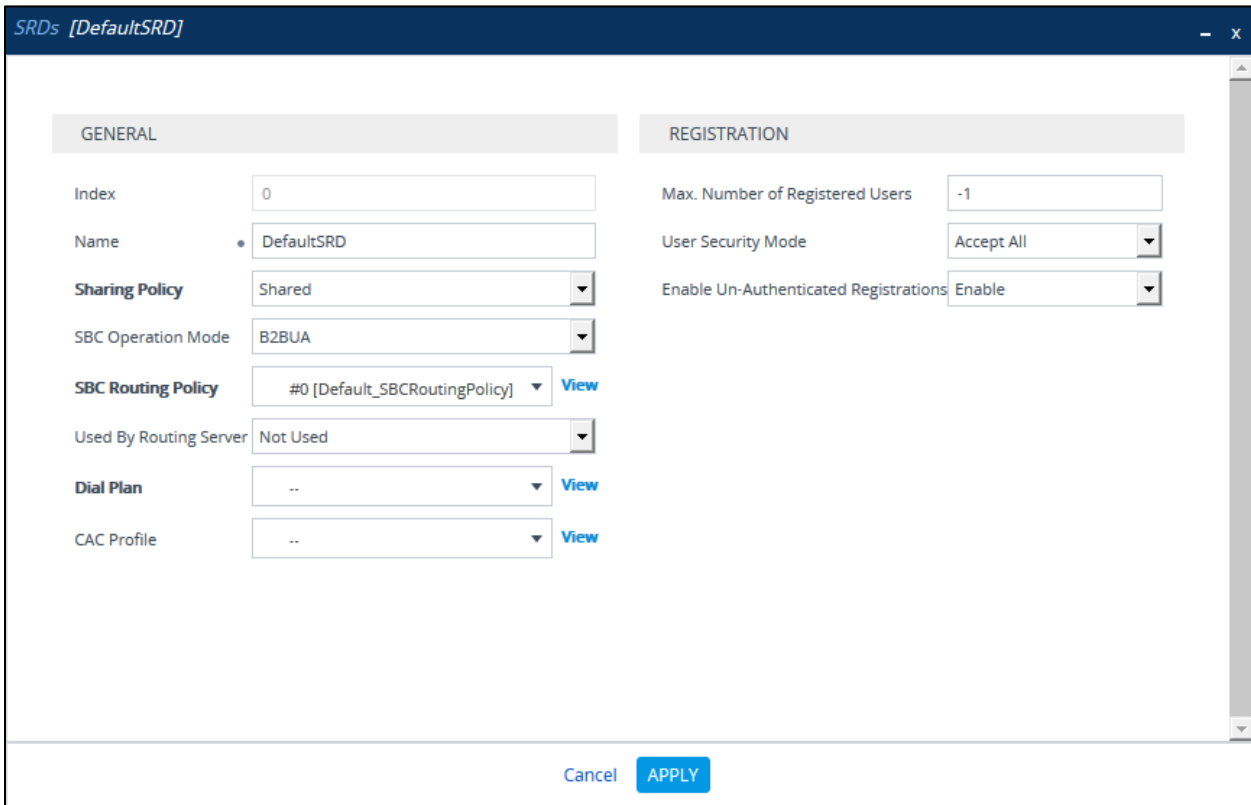 SRDs [DefaultSRD]
– x
GENERAL
Index 0
Name • DefaultSRD
Sharing Policy Shared
SBC Operation Mode B2BUA
SBC Routing Policy #0 [Default_SBCRoutingPolicy] View
Used By Routing Server Not Used
Dial Plan -- View
CAC Profile -- View
REGISTRATION
Max. Number of Registered Users -1
User Security Mode Accept All
Enable Un-Authenticated Registrations Enable
Cancel APPLY